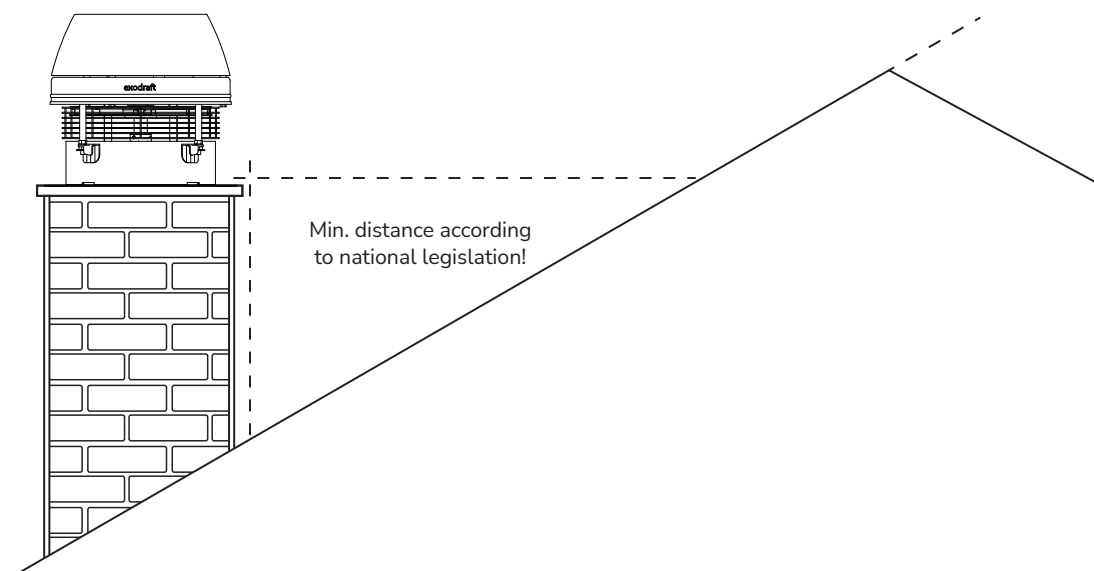 exodraft
Min. distance according
to national legislation!